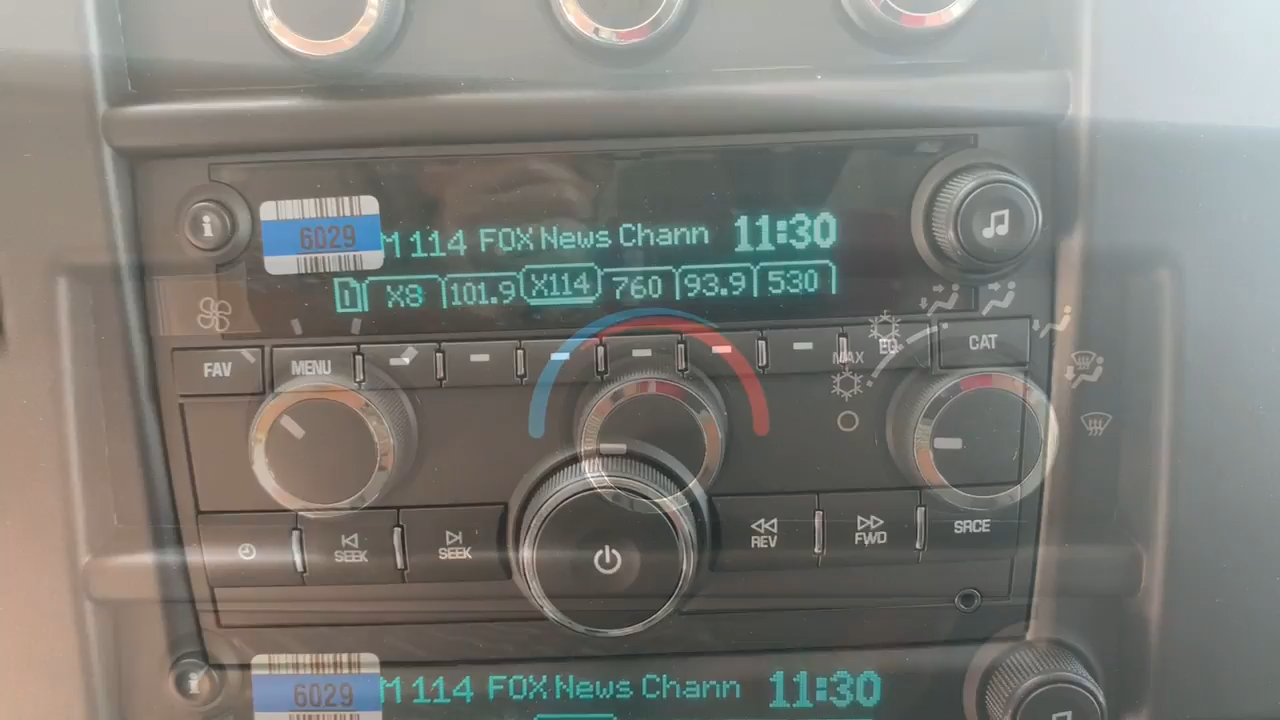 6029 M 114 FOX News Chann 11:30
X8 101.9 X114 760 93.9 530
FAV MENU MAX EQ CAT
SEEK SEEK REV FWD SRCE
6029 M 114 FOX News Chann 11:30